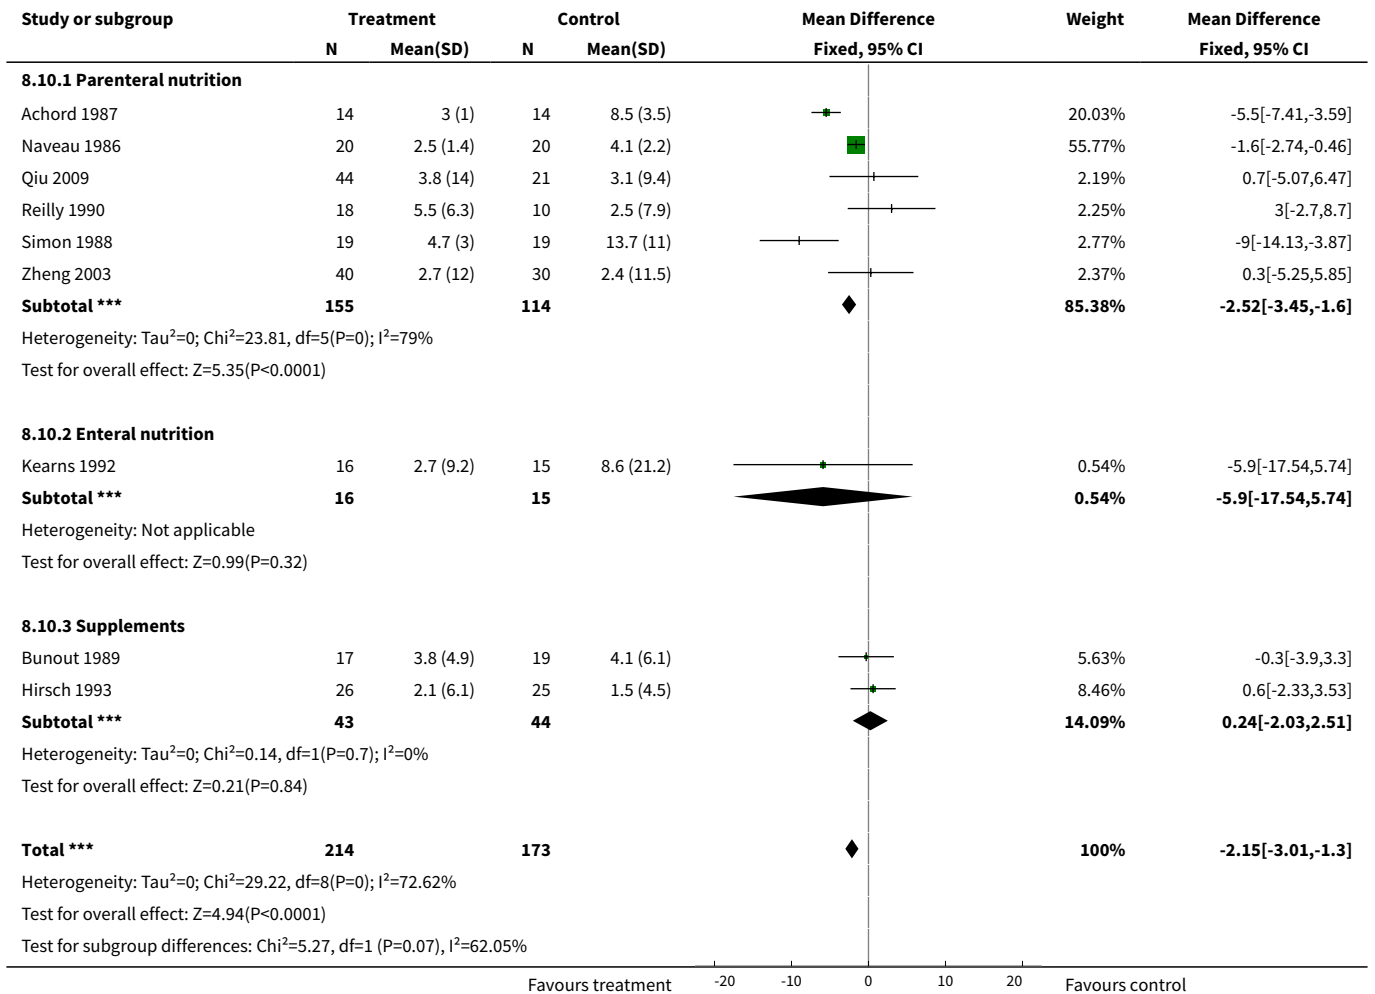 Study or subgroup Treatment Control Mean Difference Weight Mean Difference
N Mean(SD) N Mean(SD) Fixed, 95% CI Fixed, 95% CI
8.10.1 Parenteral nutrition
Achord 1987 14 3 (1) 14 8.5 (3.5) 20.03% -5.5[-7.41,-3.59]
Naveau 1986 20 2.5 (1.4) 20 4.1 (2.2) 55.77% -1.6[-2.74,-0.46]
Qiu 2009 44 3.8 (14) 21 3.1 (9.4) 2.19% 0.7[-5.07,6.47]
Reilly 1990 18 5.5 (6.3) 10 2.5 (7.9) 2.25% 3[-2.7,8.7]
Simon 1988 19 4.7 (3) 19 13.7 (11) 2.77% -9[-14.13,-3.87]
Zheng 2003 40 2.7 (12) 30 2.4 (11.5) 2.37% 0.3[-5.25,5.85]
Subtotal *** 155 114 85.38% -2.52[-3.45,-1.6]
Heterogeneity: Tau²=0; Chi²=23.81, df=5(P=0); I²=79%
Test for overall effect: Z=5.35(P<0.0001)
8.10.2 Enteral nutrition
Kearns 1992 16 2.7 (9.2) 15 8.6 (21.2) 0.54% -5.9[-17.54,5.74]
Subtotal *** 16 15 0.54% -5.9[-17.54,5.74]
Heterogeneity: Not applicable
Test for overall effect: Z=0.99(P=0.32)
8.10.3 Supplements
Bunout 1989 17 3.8 (4.9) 19 4.1 (6.1) 5.63% -0.3[-3.9,3.3]
Hirsch 1993 26 2.1 (6.1) 25 1.5 (4.5) 8.46% 0.6[-2.33,3.53]
Subtotal *** 43 44 14.09% 0.24[-2.03,2.51]
Heterogeneity: Tau²=0; Chi²=0.14, df=1(P=0.7); I²=0%
Test for overall effect: Z=0.21(P=0.84)
Total *** 214 173 100% -2.15[-3.01,-1.3]
Heterogeneity: Tau²=0; Chi²=29.22, df=8(P=0); I²=72.62%
Test for overall effect: Z=4.94(P<0.0001)
Test for subgroup differences: Chi²=5.27, df=1 (P=0.07), I²=62.05%
Favours treatment -20 -10 0 10 20 Favours control